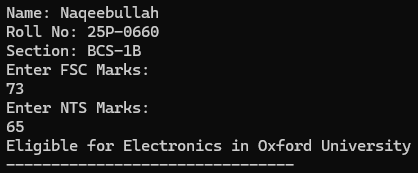 Name: Naqeebullah
Roll No: 25P-0660
Section: BCS-1B
Enter FSC Marks:
73
Enter NTS Marks:
65
Eligible for Electronics in Oxford University
--------------------------------